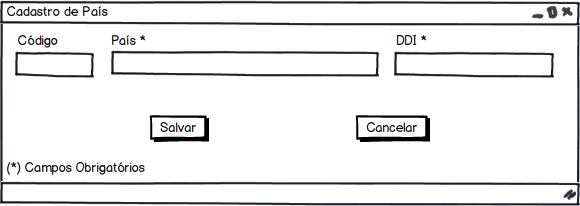 Cadastro de País
Código País * DDI *
Salvar Cancelar
(*) Campos Obrigatórios